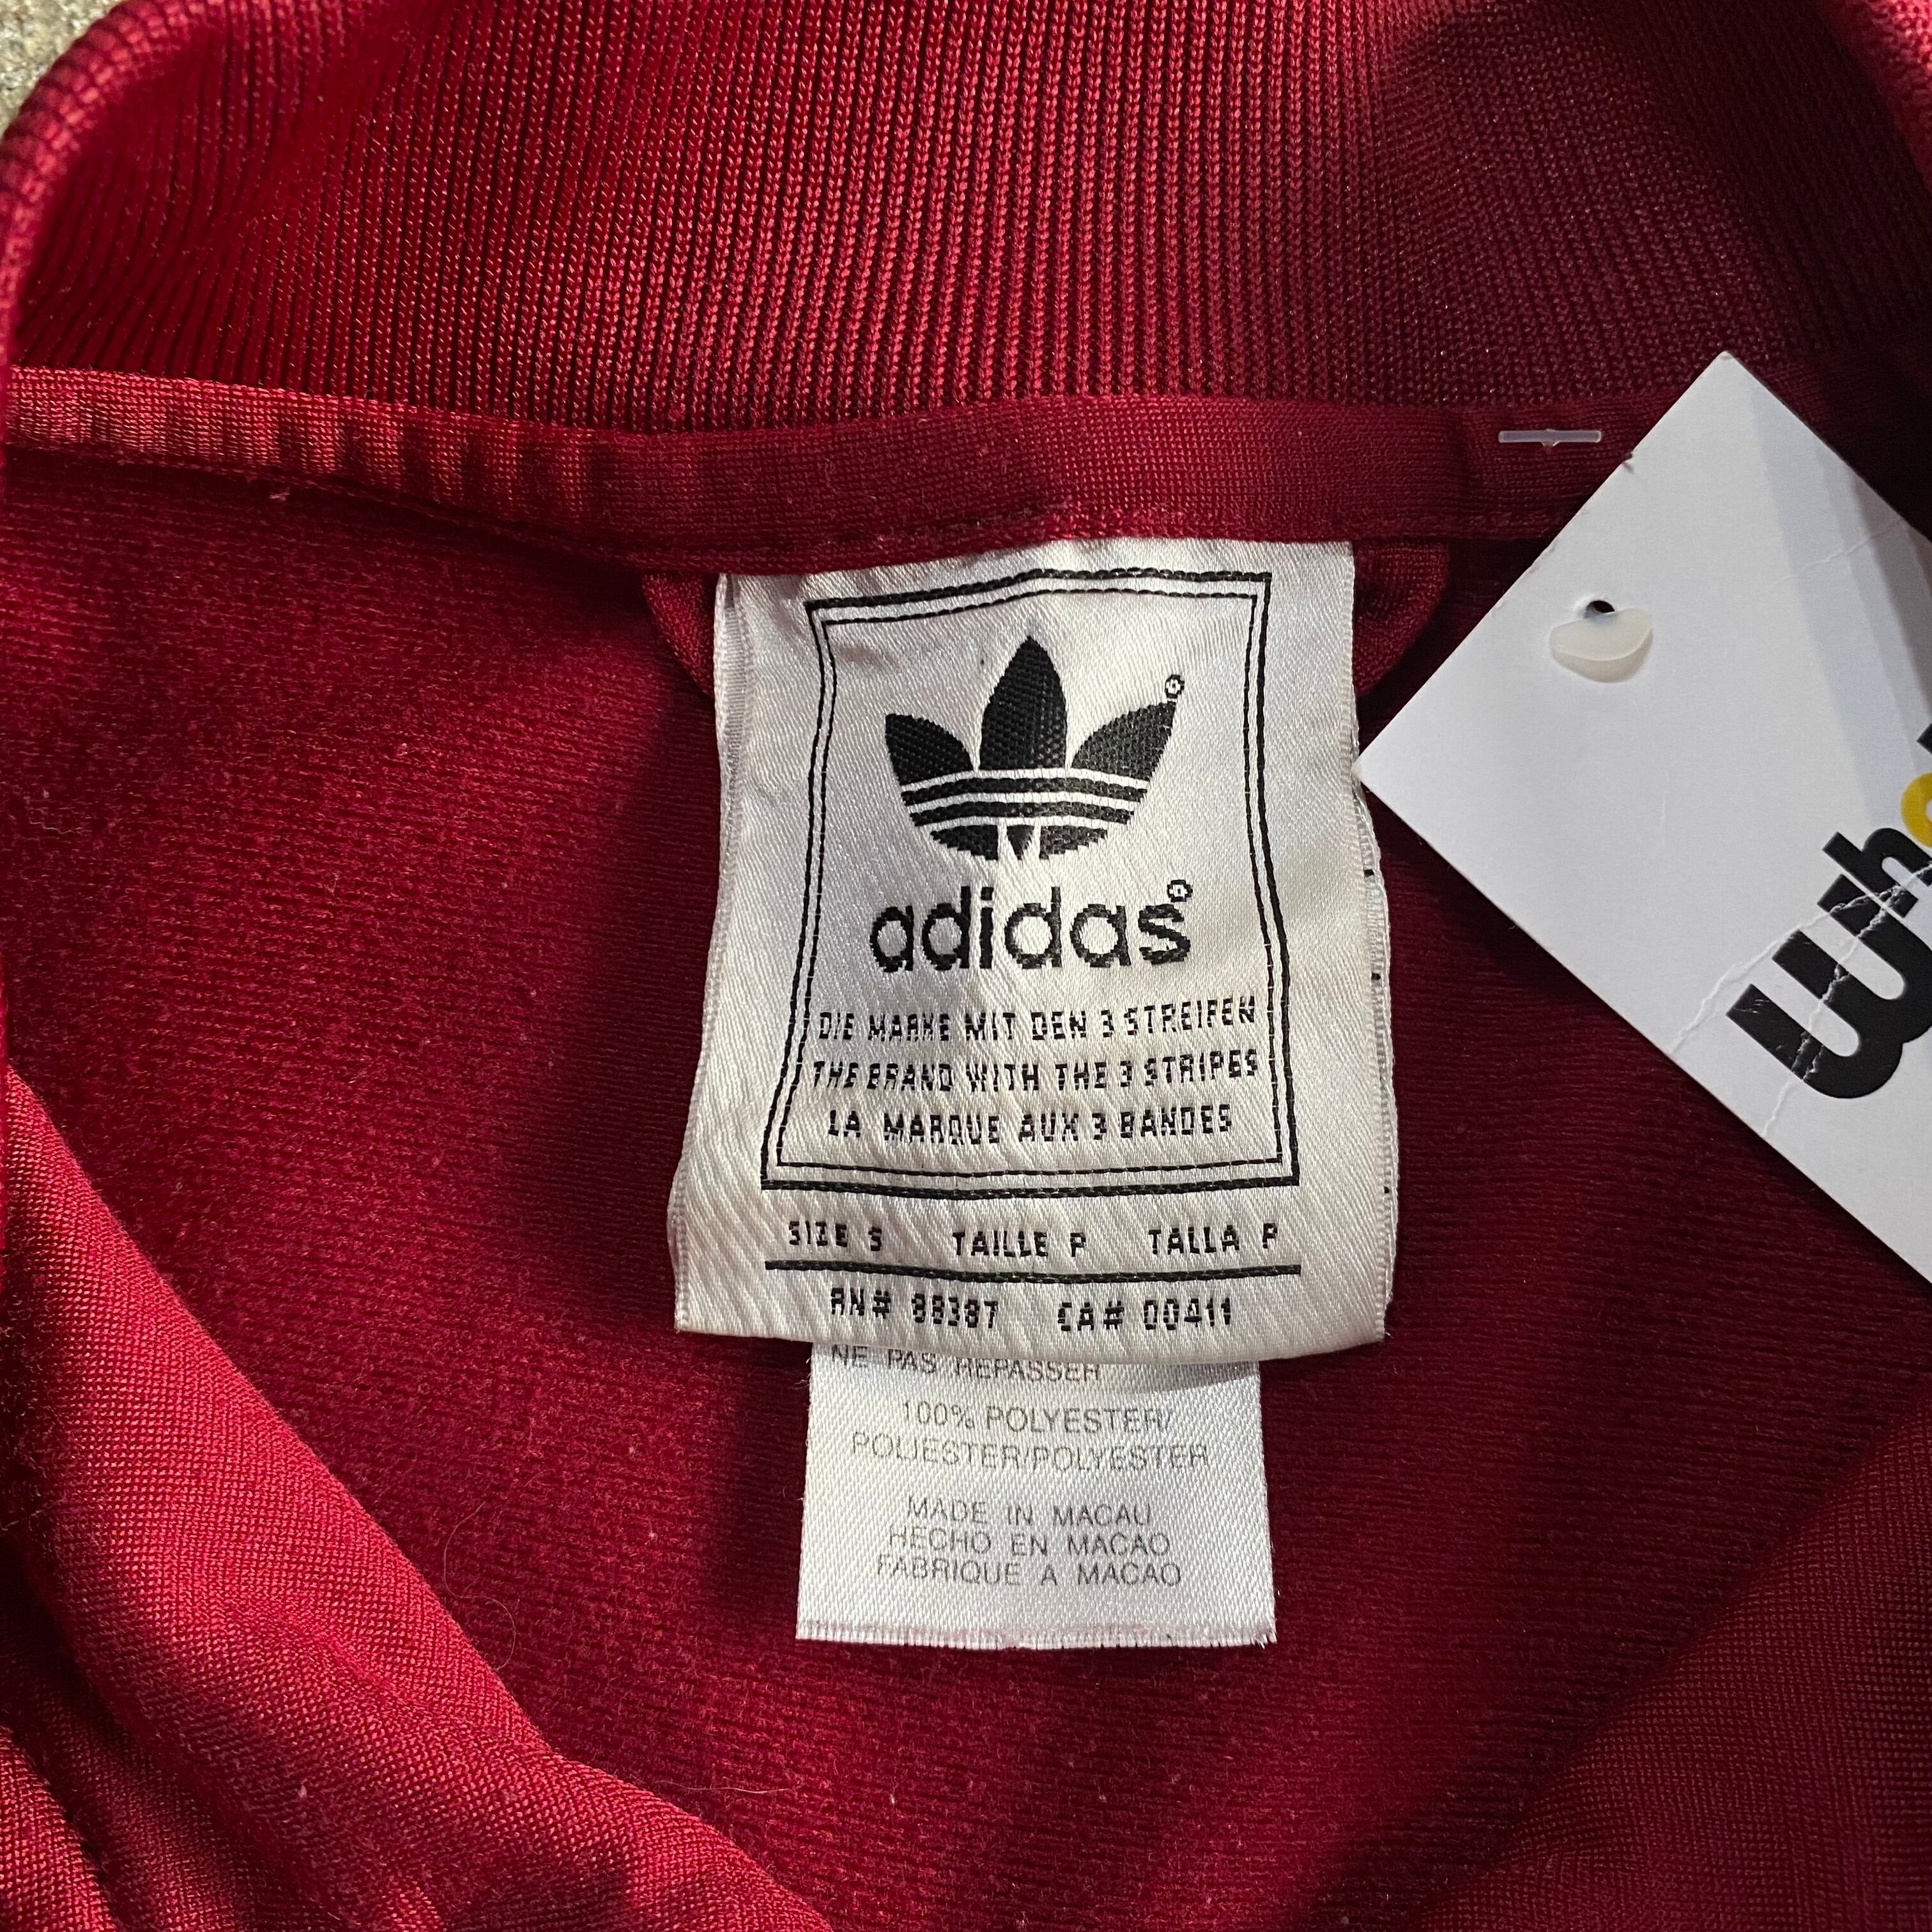 adidas®
DIE MARKE MIT DEN 3 STREIFEN
THE BRAND WITH THE 3 STRIPES
LA MARQUE AUX 3 BANDES
SIZE S TAILLE P TALLA P
RN# 88387 CA# 00411
NE PAS REPASSER
100% POLYESTER/
POLIESTER/POLYESTER
MADE IN MACAU
HECHO EN MACAO
FABRIQUE A MACAO